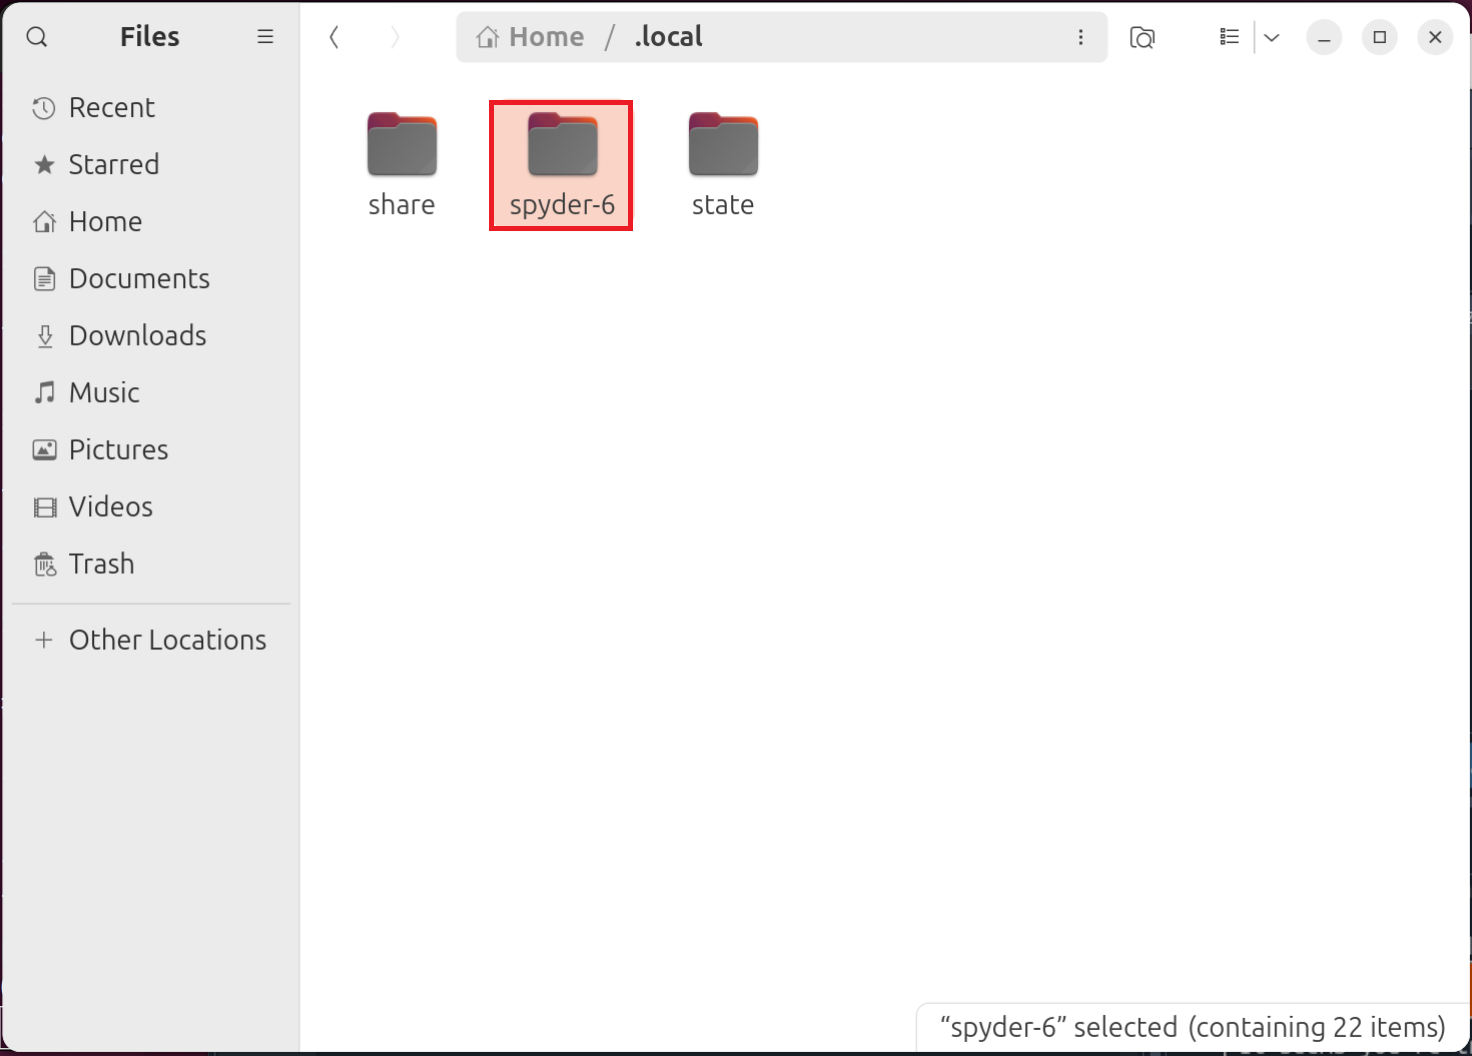 Files
Home / .local
Recent
Starred
Home
Documents
Downloads
Music
Pictures
Videos
Trash
Other Locations
share
spyder-6
state
“spyder-6” selected (containing 22 items)